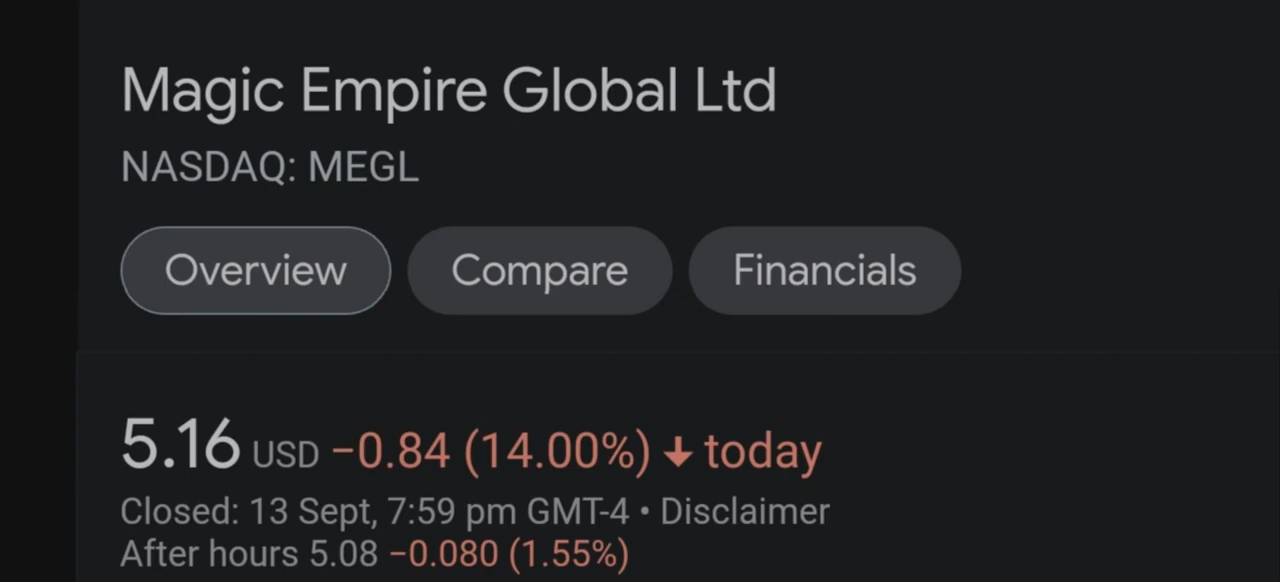 Magic Empire Global Ltd
NASDAQ: MEGL
Overview Compare Financials
5.16 USD −0.84 (14.00%) ↓ today
Closed: 13 Sept, 7:59 pm GMT-4 • Disclaimer
After hours 5.08 −0.080 (1.55%)